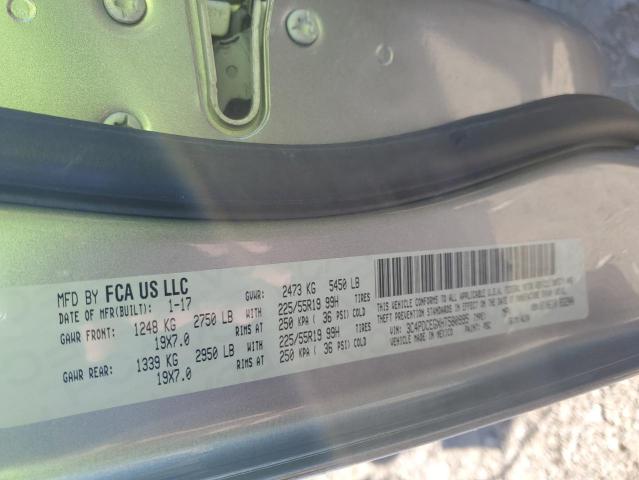 MFD BY FCA US LLC
DATE OF MFR(BUILT): 1-17 GVWR: 2473 KG 5450 LB
GAWR FRONT: 1248 KG 2750 LB 225/55R19 99H TIRES
19X7.0 RIMS AT 250 KPA ( 36 PSI) COLD
GAWR REAR: 1339 KG 2950 LB 225/55R19 99H TIRES
19X7.0 RIMS AT 250 KPA ( 36 PSI) COLD
THIS VEHICLE CONFORMS TO ALL APPLICABLE U.S.A. FEDERAL MOTOR VEHICLE SAFETY,
VIN:
MADE IN MEXICO PAINT: PSC